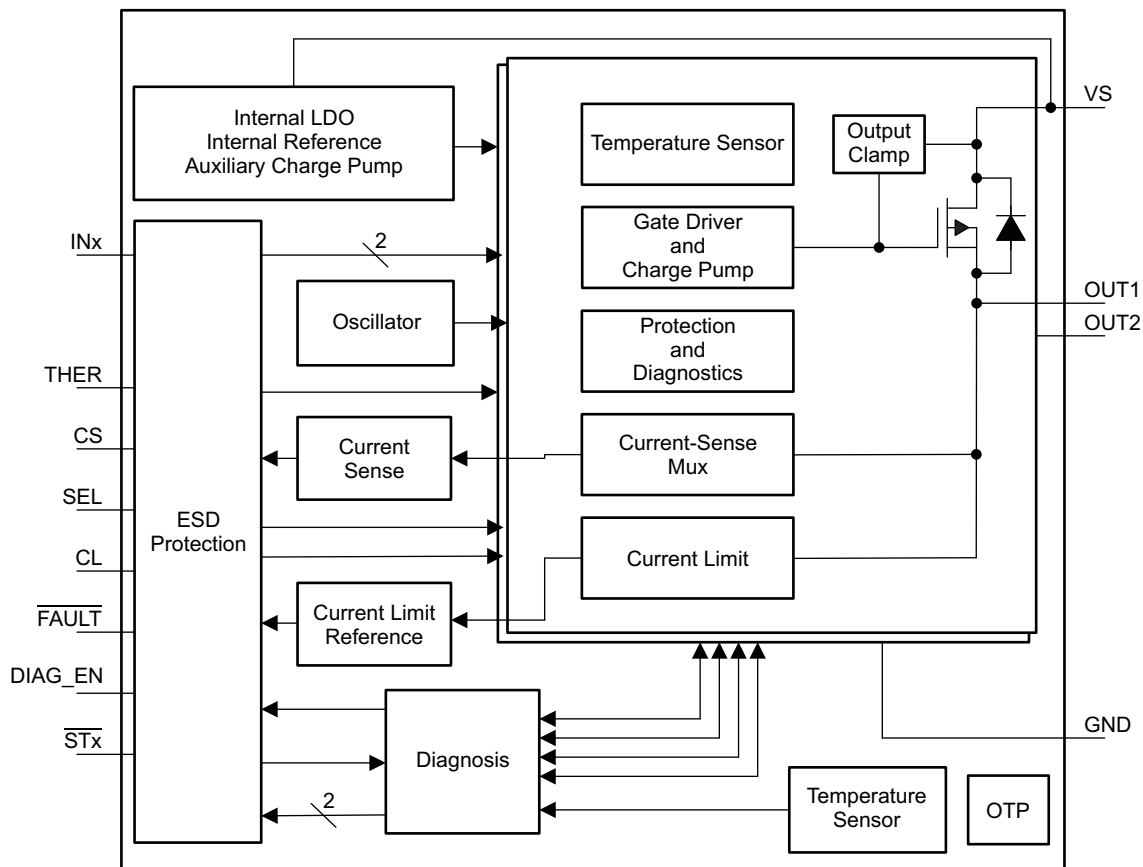 Internal LDO
Internal Reference
Auxiliary Charge Pump
Temperature Sensor
Output
Clamp
VS
INx
2
Gate Driver
and
Charge Pump
Oscillator
OUT1
OUT2
Protection
and
Diagnostics
THER
CS
Current
Sense
Current-Sense
Mux
SEL
ESD
Protection
CL
Current Limit
FAULT
Current Limit
Reference
DIAG_EN
STx
Diagnosis
GND
2
Temperature
Sensor
OTP